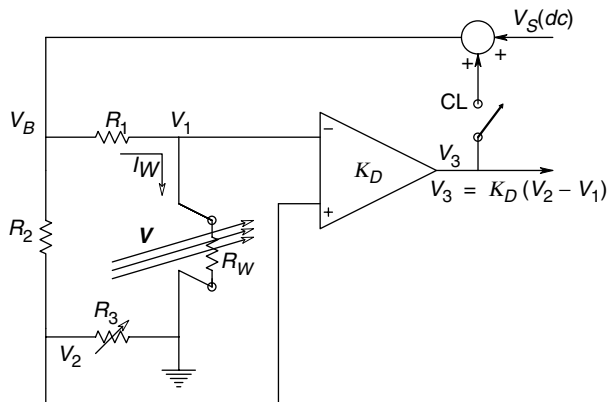 V_S(dc)
+ +
CL
V_B R_1 V_1
−
I_W
K_D
V_3
V_3 = K_D (V_2 − V_1)
+
R_2
V
R_W
R_3
V_2